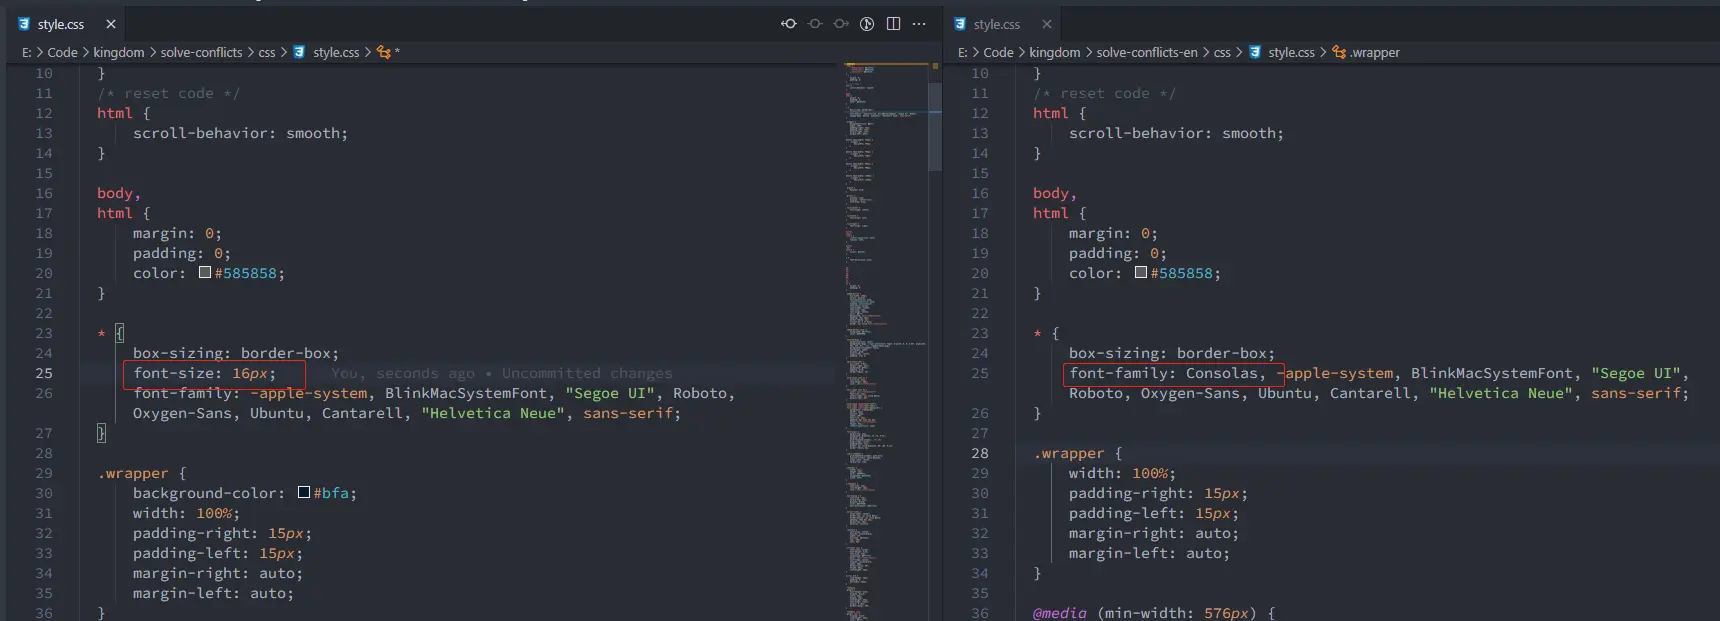 style.css
E: > Code > kingdom > solve-conflicts > css > style.css > *
10 }
11 /* reset code */
12 html {
13 scroll-behavior: smooth;
14 }
15
16 body,
17 html {
18 margin: 0;
19 padding: 0;
20 color: #585858;
21 }
22
23 * {
24 box-sizing: border-box;
25 font-size: 16px; You, seconds ago • Uncommitted changes
26 font-family: -apple-system, BlinkMacSystemFont, "Segoe UI", Roboto,
Oxygen-Sans, Ubuntu, Cantarell, "Helvetica Neue", sans-serif;
27 }
28
29 .wrapper {
30 background-color: #bfa;
31 width: 100%;
32 padding-right: 15px;
33 padding-left: 15px;
34 margin-right: auto;
35 margin-left: auto;
36 }
style.css
E: > Code > kingdom > solve-conflicts-en > css > style.css > .wrapper
10 }
11 /* reset code */
12 html {
13 scroll-behavior: smooth;
14 }
15
16 body,
17 html {
18 margin: 0;
19 padding: 0;
20 color: #585858;
21 }
22
23 * {
24 box-sizing: border-box;
25 font-family: Consolas, -apple-system, BlinkMacSystemFont, "Segoe UI",
Roboto, Oxygen-Sans, Ubuntu, Cantarell, "Helvetica Neue", sans-serif;
26 }
27
28 .wrapper {
29 width: 100%;
30 padding-right: 15px;
31 padding-left: 15px;
32 margin-right: auto;
33 margin-left: auto;
34 }
35
36 @media (min-width: 576px) {